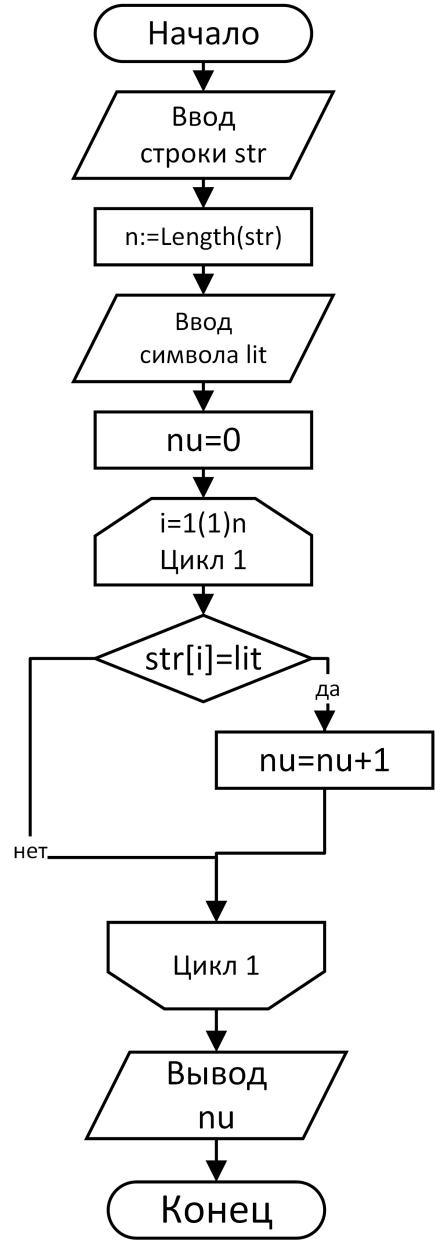 Начало
Ввод
строки str
n:=Length(str)
Ввод
символа lit
nu=0
i=1(1)n
Цикл 1
str[i]=lit
да
nu=nu+1
нет
Цикл 1
Вывод
nu
Конец